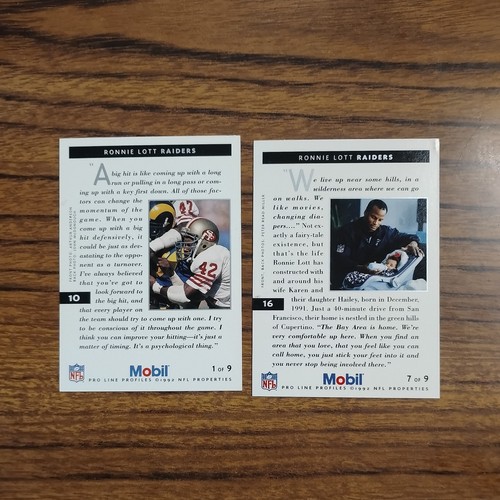 RONNIE LOTT RAIDERS
"A big hit is like coming up with a long
run or pulling in a long pass or com-
ing up with a key first down. All of those fac-
tors can change the
momentum of the
game. When you
come up with a big
hit defensively, it
could be just as dev-
astating to the oppo-
nent as a turnover.
I've always believed
that you've got to
look forward to
the big hit, and
that every player on
the team should try to come up with one. I try
to be conscious of it throughout the game. I
think you can improve your hitting—it's just a
matter of timing. It's a psychological thing."
10
42
42
NFL
Mobil
1 OF 9
PRO LINE PROFILES ©1992 NFL PROPERTIES
RONNIE LOTT RAIDERS
"We live up near some hills, in a
wilderness area where we can go
on walks. We
like movies,
changing dia-
pers...." Not ex-
actly a fairy-tale
existence, but
that's the life
Ronnie Lott has
constructed with
and around his
wife Karen and
their daughter Hailey, born in December,
1991. Just a 40-minute drive from San
Francisco, their home is nestled in the green hills
of Cupertino. "The Bay Area is home. We're
very comfortable up here. When you find an
area that you love, that you feel like you can
call home, you just stick your feet into it and
you never stop being involved there."
16
NFL
Mobil
7 OF 9
PRO LINE PROFILES ©1992 NFL PROPERTIES